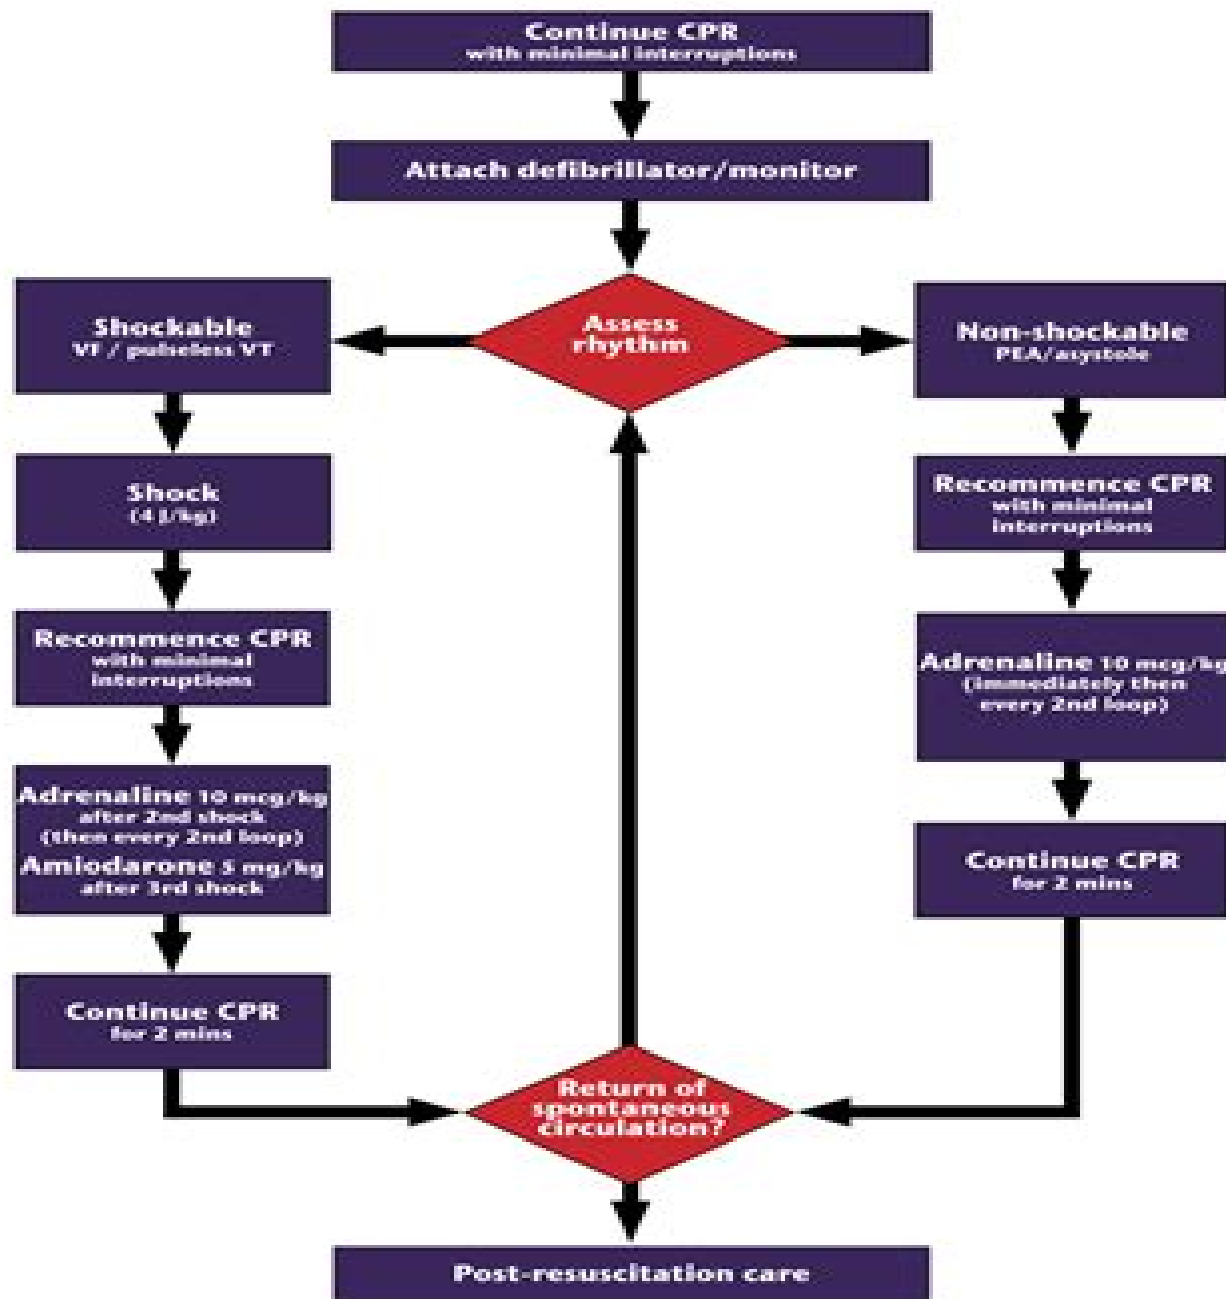 Continue CPR
with minimal interruptions
Attach defibrillator/monitor
Assess
rhythm
Shockable
VF / pulseless VT
Shock
(4 J/kg)
Recommence CPR
with minimal
interruptions
Adrenaline 10 mcg/kg
after 2nd shock
(then every 2nd loop)
Amiodarone 5 mg/kg
after 3rd shock
Continue CPR
for 2 mins
Non-shockable
PEA/asystole
Recommence CPR
with minimal
interruptions
Adrenaline 10 mcg/kg
(immediately then
every 2nd loop)
Continue CPR
for 2 mins
Return of
spontaneous
circulation?
Post-resuscitation care